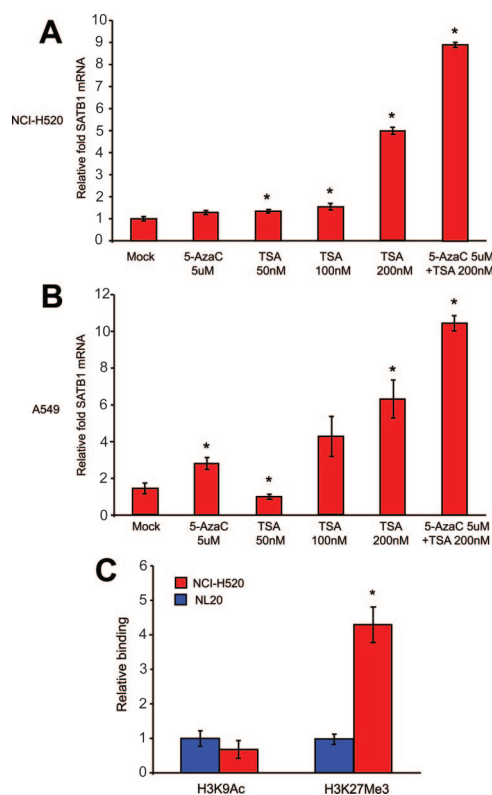 A
NCI-H520
Relative fold SATB1 mRNA
10
9
8
7
6
5
4
3
2
1
0
*
*
*
*
Mock
5-AzaC
5uM
TSA
50nM
TSA
100nM
TSA
200nM
5-AzaC 5uM
+TSA 200nM
B
A549
Relative fold SATB1 mRNA
12
10
8
6
4
2
0
*
*
*
*
Mock
5-AzaC
5uM
TSA
50nM
TSA
100nM
TSA
200nM
5-AzaC 5uM
+TSA 200nM
C
Relative binding
6
5
4
3
2
1
0
NCI-H520
NL20
*
H3K9Ac
H3K27Me3